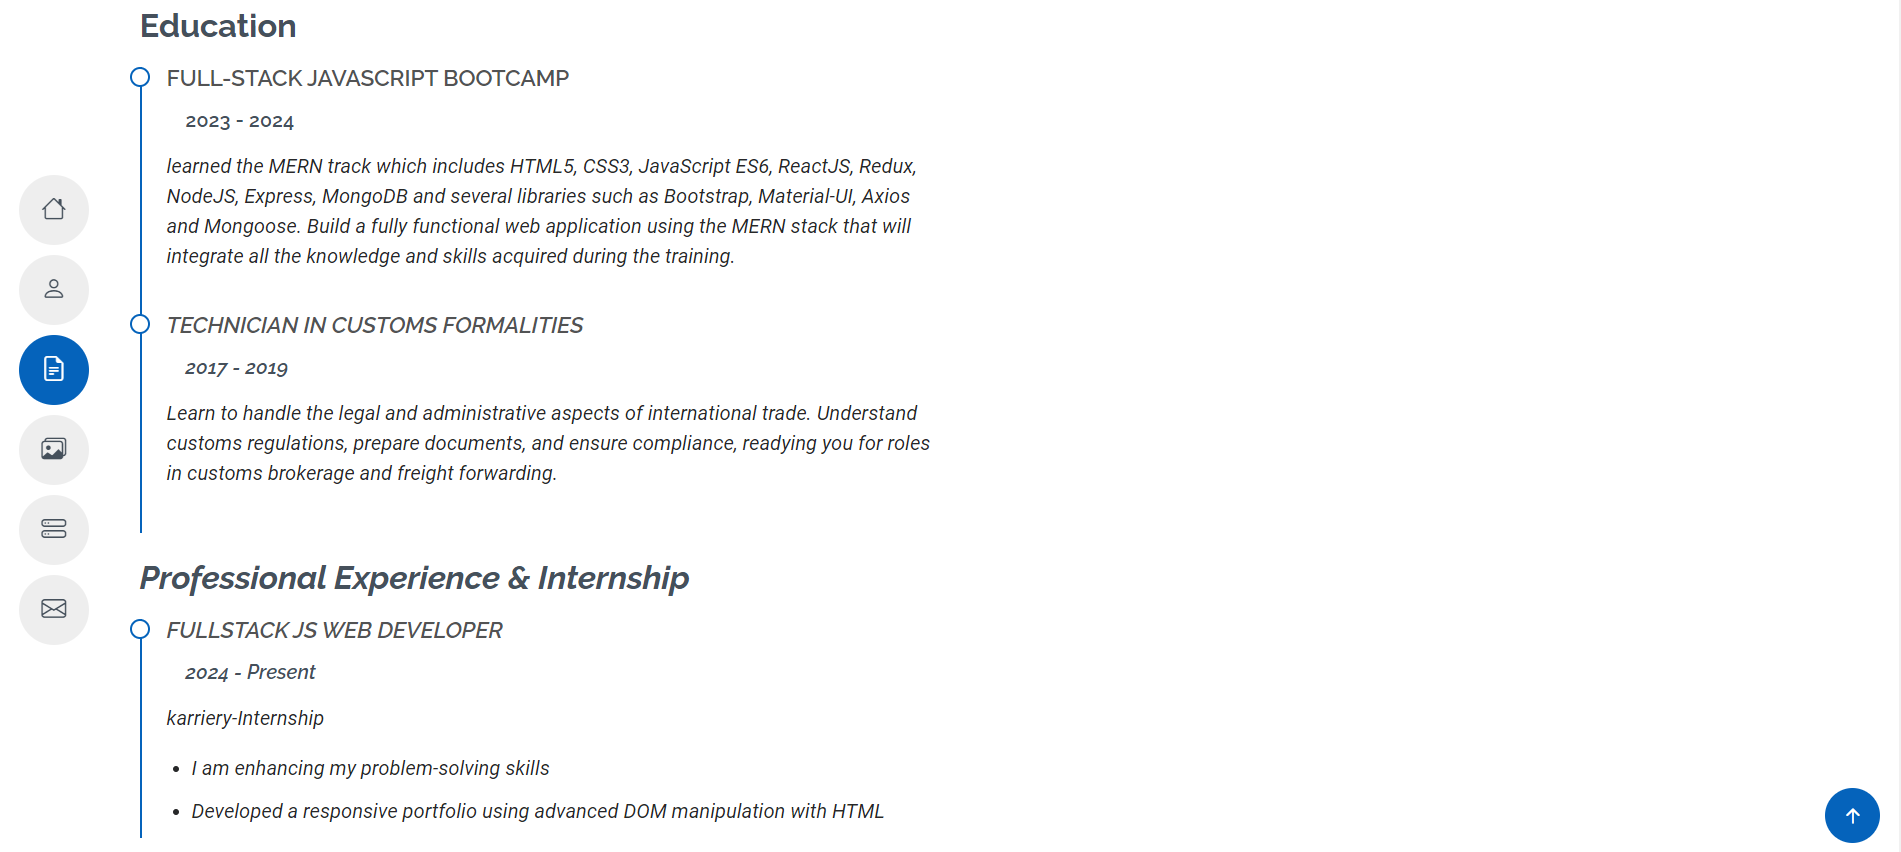 Education
FULL-STACK JAVASCRIPT BOOTCAMP
2023 - 2024
learned the MERN track which includes HTML5, CSS3, JavaScript ES6, ReactJS, Redux,
NodeJS, Express, MongoDB and several libraries such as Bootstrap, Material-UI, Axios
and Mongoose. Build a fully functional web application using the MERN stack that will
integrate all the knowledge and skills acquired during the training.
TECHNICIAN IN CUSTOMS FORMALITIES
2017 - 2019
Learn to handle the legal and administrative aspects of international trade. Understand
customs regulations, prepare documents, and ensure compliance, readying you for roles
in customs brokerage and freight forwarding.
Professional Experience & Internship
FULLSTACK JS WEB DEVELOPER
2024 - Present
karriery-Internship
• I am enhancing my problem-solving skills
• Developed a responsive portfolio using advanced DOM manipulation with HTML